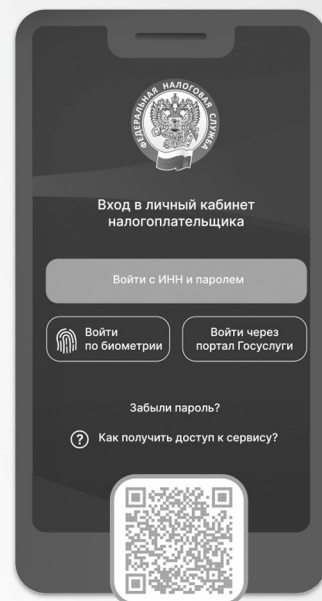 ФЕДЕРАЛЬНАЯ НАЛОГОВАЯ СЛУЖБА
Вход в личный кабинет
налогоплательщика
Войти с ИНН и паролем
Войти
по биометрии
Войти через
портал Госуслуги
Забыли пароль?
? Как получить доступ к сервису?